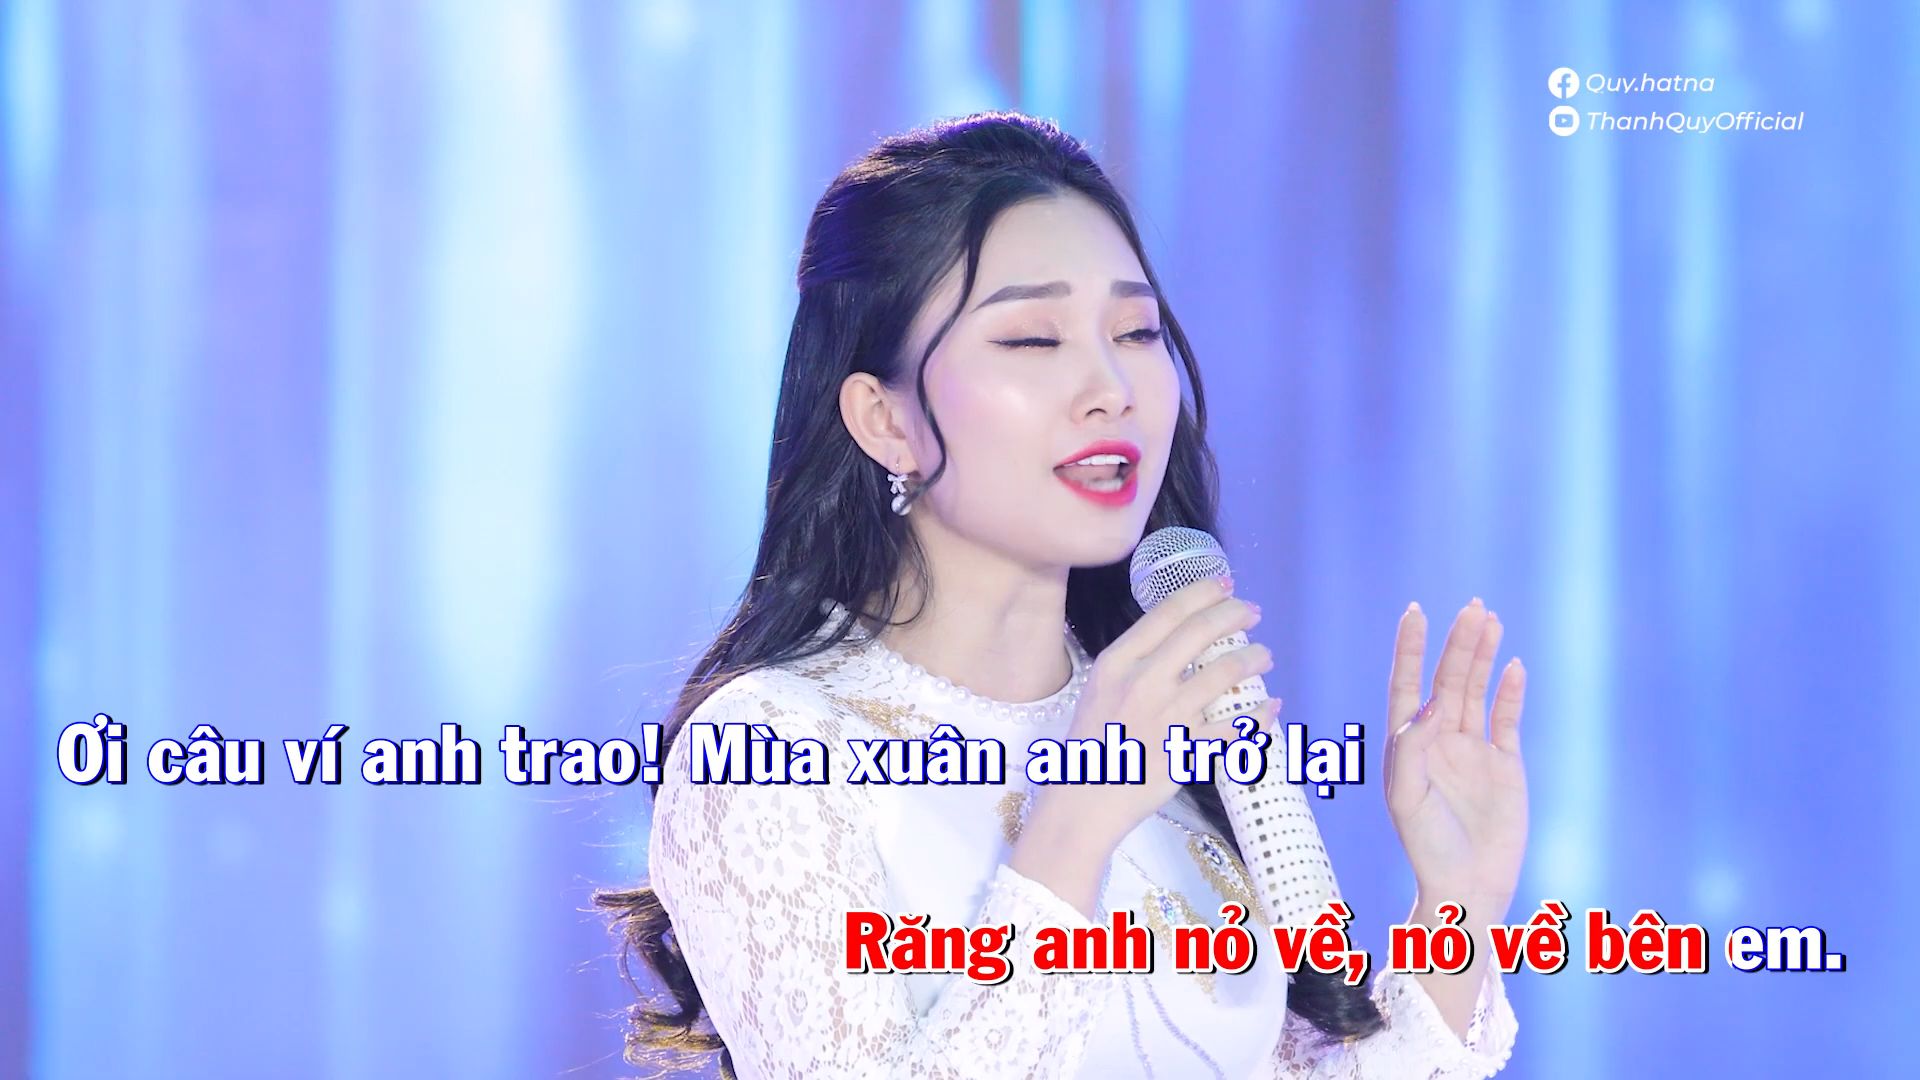 Quy.hatna
ThanhQuyOfficial
Ơi câu ví anh trao! Mùa xuân anh trở lại
Răng anh nỏ về, nỏ về bên em.